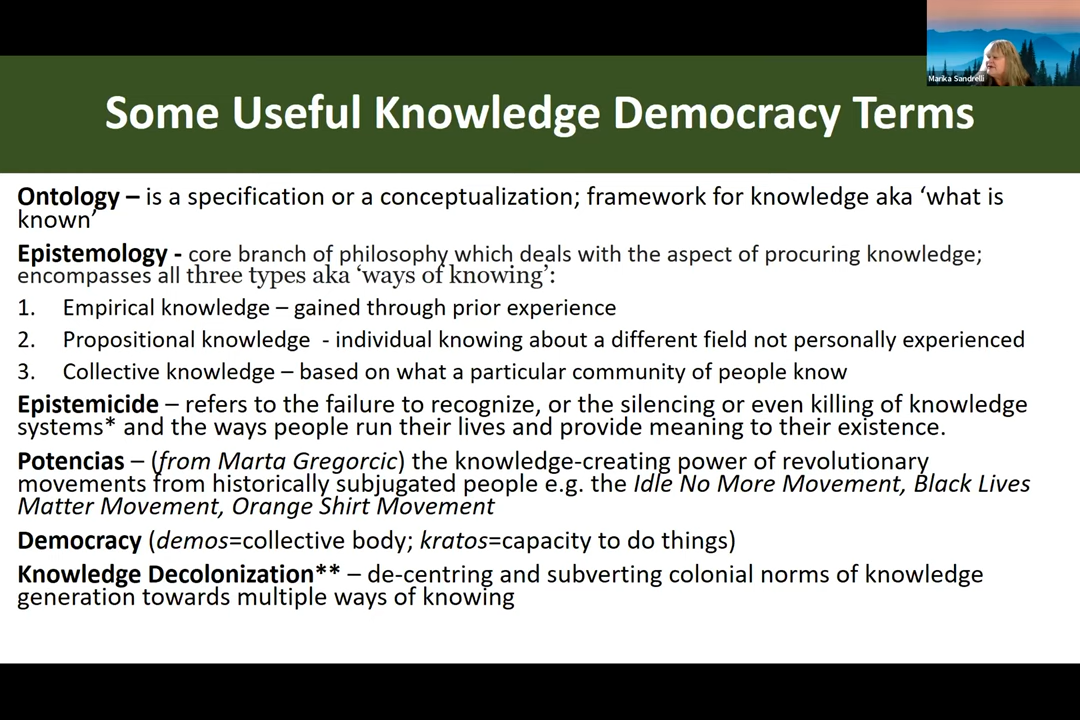 Marika Sandrelli
Some Useful Knowledge Democracy Terms
Ontology – is a specification or a conceptualization; framework for knowledge aka ‘what is
known’
Epistemology - core branch of philosophy which deals with the aspect of procuring knowledge;
encompasses all three types aka ‘ways of knowing’:
1. Empirical knowledge – gained through prior experience
2. Propositional knowledge - individual knowing about a different field not personally experienced
3. Collective knowledge – based on what a particular community of people know
Epistemicide – refers to the failure to recognize, or the silencing or even killing of knowledge
systems* and the ways people run their lives and provide meaning to their existence.
Potencias – (from Marta Gregorcic) the knowledge-creating power of revolutionary
movements from historically subjugated people e.g. the Idle No More Movement, Black Lives
Matter Movement, Orange Shirt Movement
Democracy (demos=collective body; kratos=capacity to do things)
Knowledge Decolonization** – de-centring and subverting colonial norms of knowledge
generation towards multiple ways of knowing